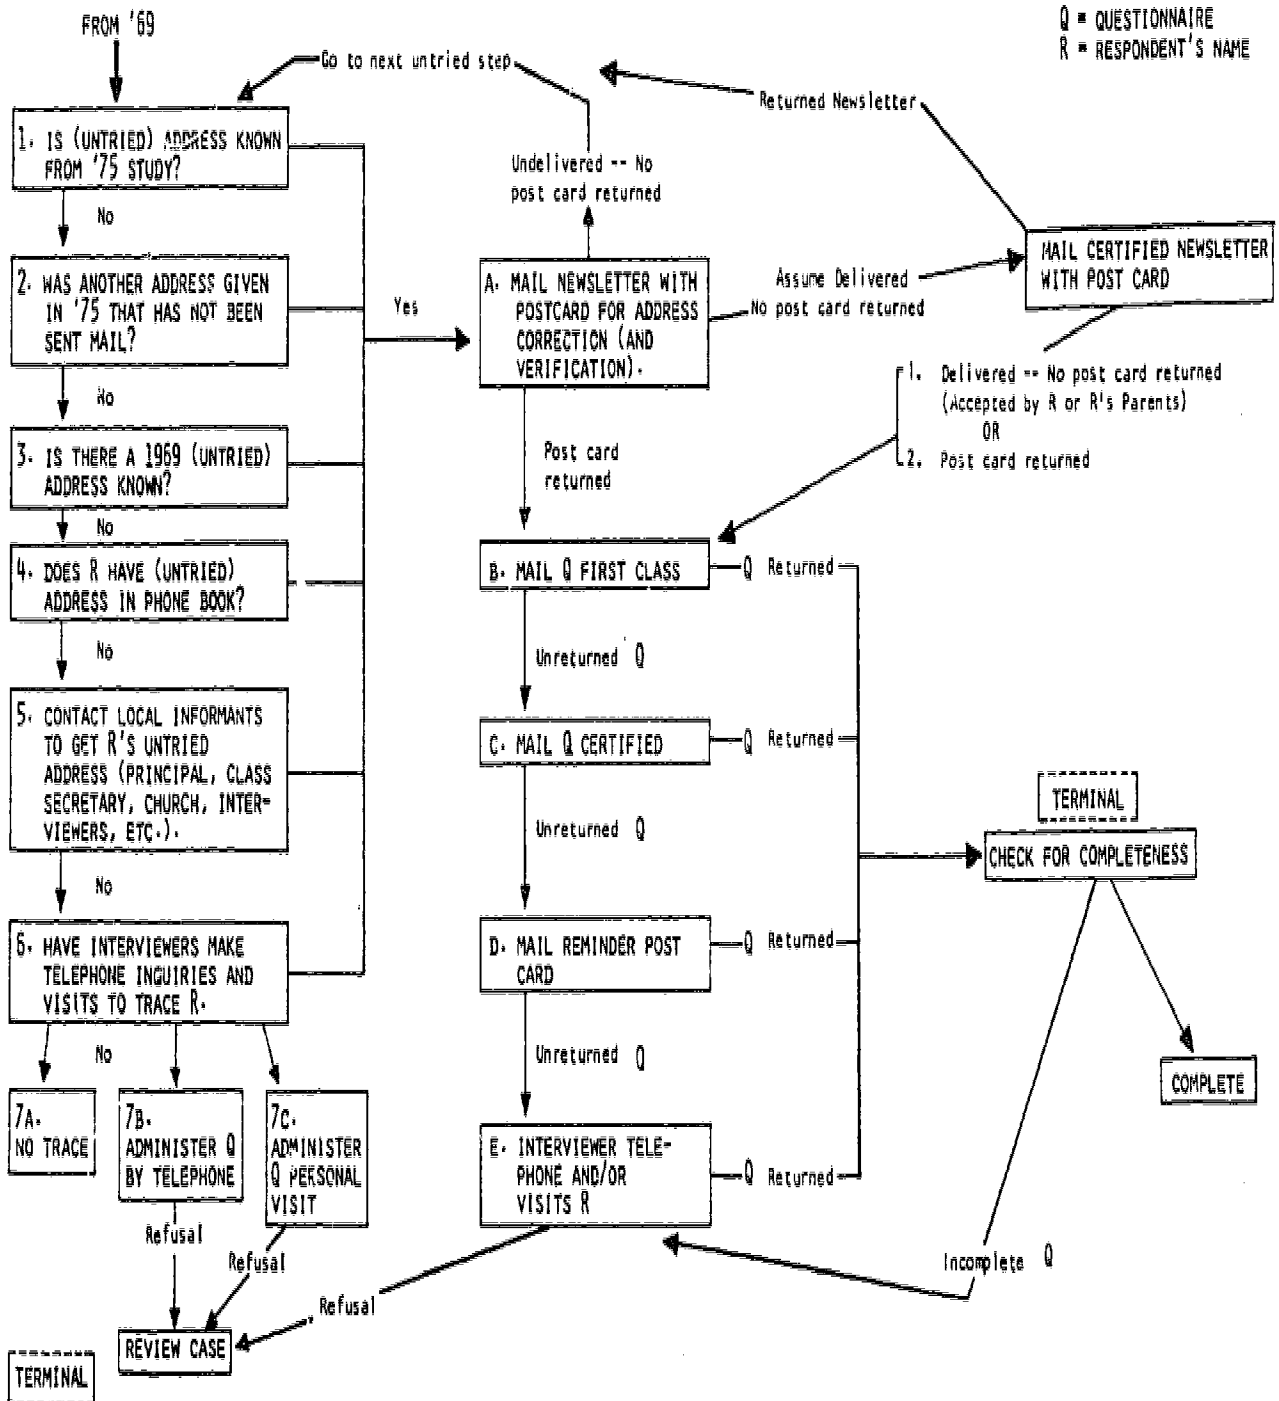 FROM '69
Q = QUESTIONNAIRE
R = RESPONDENT'S NAME
Go to next untried step
Returned Newsletter
1. IS (UNTRIED) ADDRESS KNOWN
FROM '75 STUDY?
Undelivered -- No
post card returned
No
2. WAS ANOTHER ADDRESS GIVEN
IN '75 THAT HAS NOT BEEN
SENT MAIL?
Yes
A. MAIL NEWSLETTER WITH
POSTCARD FOR ADDRESS
CORRECTION (AND
VERIFICATION).
Assume Delivered
No post card returned
MAIL CERTIFIED NEWSLETTER
WITH POST CARD
1. Delivered -- No post card returned
(Accepted by R or R's Parents)
OR
2. Post card returned
No
3. IS THERE A 1969 (UNTRIED)
ADDRESS KNOWN?
Post card
returned
No
4. DOES R HAVE (UNTRIED)
ADDRESS IN PHONE BOOK?
B. MAIL Q FIRST CLASS
Q Returned
No
Unreturned Q
5. CONTACT LOCAL INFORMANTS
TO GET R'S UNTRIED
ADDRESS (PRINCIPAL, CLASS
SECRETARY, CHURCH, INTER-
VIEWERS, ETC.).
C. MAIL Q CERTIFIED
Q Returned
Unreturned Q
TERMINAL
CHECK FOR COMPLETENESS
No
6. HAVE INTERVIEWERS MAKE
TELEPHONE INQUIRIES AND
VISITS TO TRACE R.
D. MAIL REMINDER POST
CARD
Q Returned
No
Unreturned Q
COMPLETE
7A.
NO TRACE
7B.
ADMINISTER Q
BY TELEPHONE
7C.
ADMINISTER
Q PERSONAL
VISIT
E. INTERVIEWER TELE-
PHONE AND/OR
VISITS R
Q Returned
Refusal
Refusal
Refusal
Incomplete Q
REVIEW CASE
TERMINAL